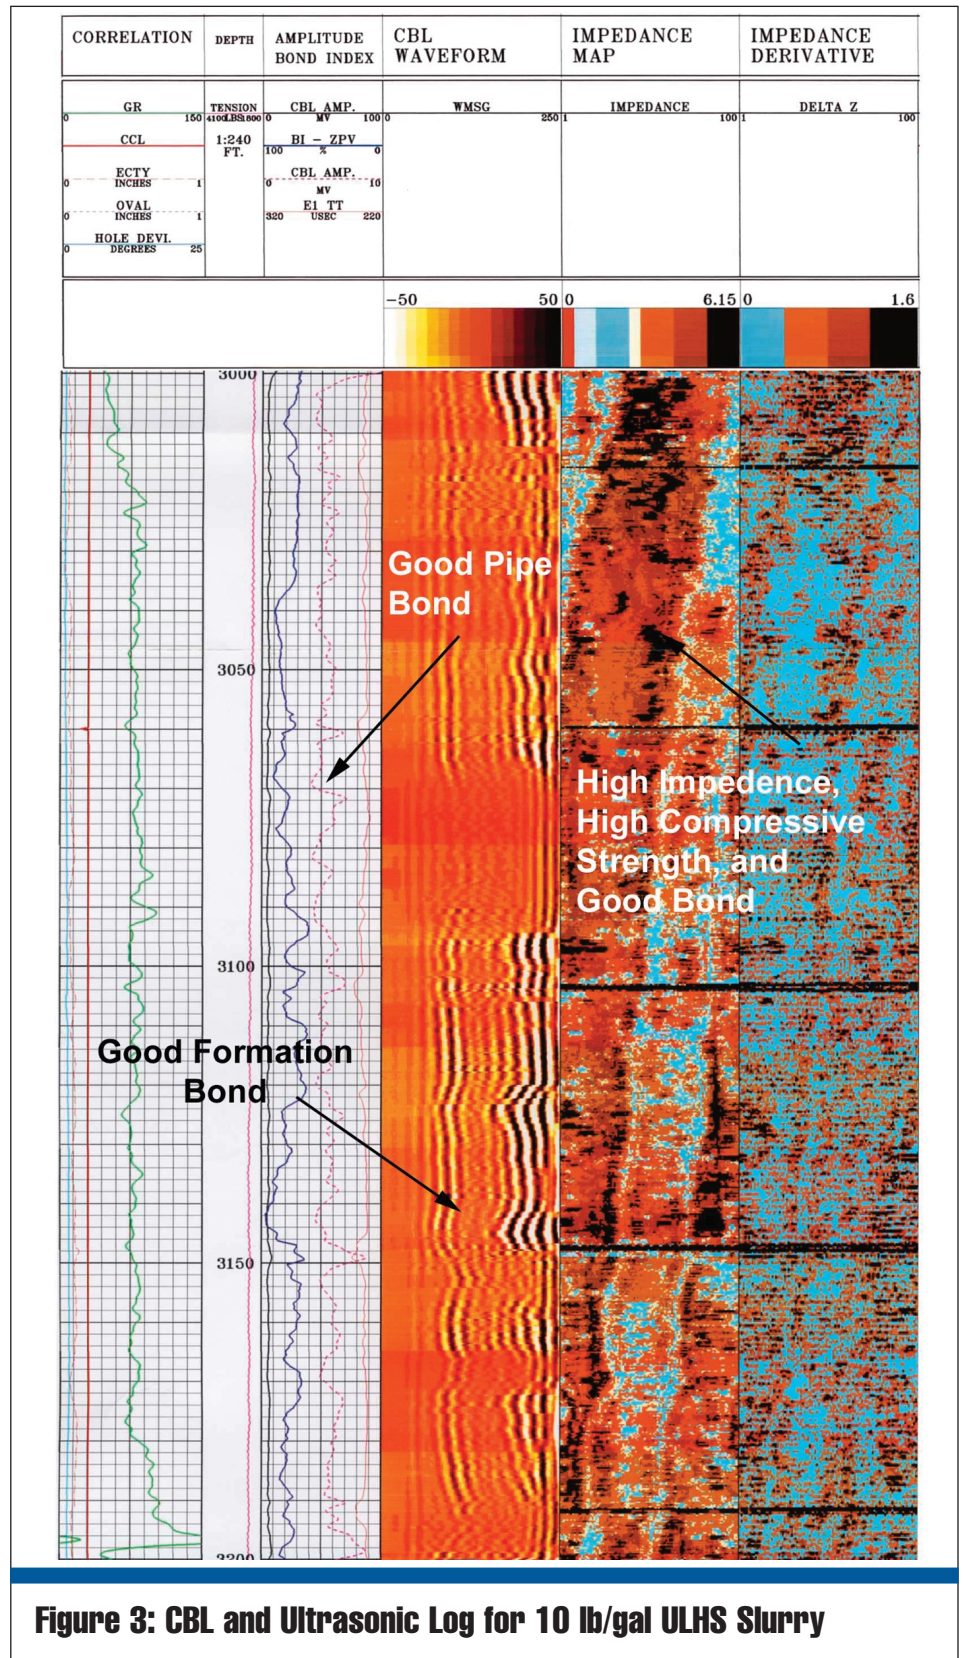 CORRELATION
DEPTH
AMPLITUDE
BOND INDEX
CBL
WAVEFORM
IMPEDANCE
MAP
IMPEDANCE
DERIVATIVE
GR
0 150
CCL
ECTY
0 INCHES 1
OVAL
0 INCHES 1
HOLE DEVI.
0 DEGREES 25
TENSION
4100LBS1800
1:240
FT.
CBL AMP.
0 MV 100
BI - ZPV
100 % 0
CBL AMP.
0 10
MV
E1 TT
320 USEC 220
WMSG
0 250
IMPEDANCE
1 100
DELTA Z
1 100
-50 50
0 6.15
0 1.6
3000
Good Pipe
Bond
3050
High Impedence,
High Compressive
Strength, and
Good Bond
3100
Good Formation
Bond
3150
3200
Figure 3: CBL and Ultrasonic Log for 10 lb/gal ULHS Slurry